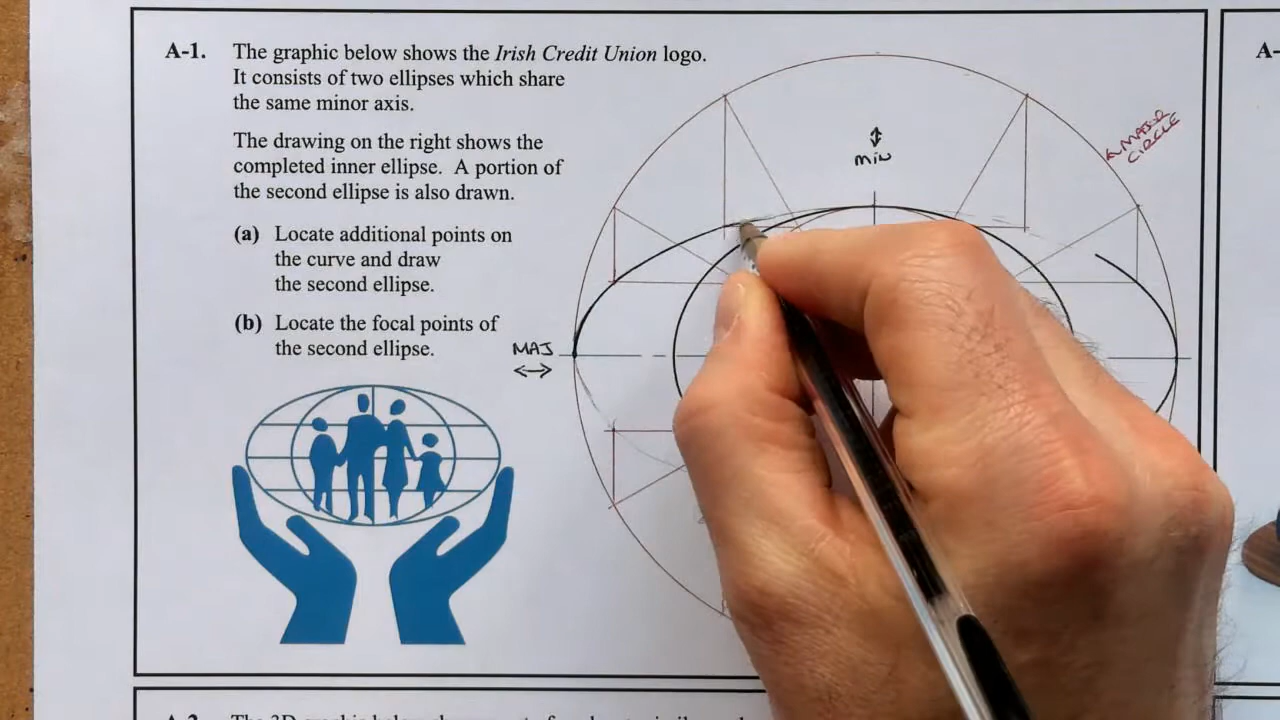 A-1. The graphic below shows the Irish Credit Union logo.
It consists of two ellipses which share
the same minor axis.
The drawing on the right shows the
completed inner ellipse. A portion of
the second ellipse is also drawn.
(a) Locate additional points on
the curve and draw
the second ellipse.
(b) Locate the focal points of
the second ellipse.
MAJ
min
MAJOR
CIRCLE
A-